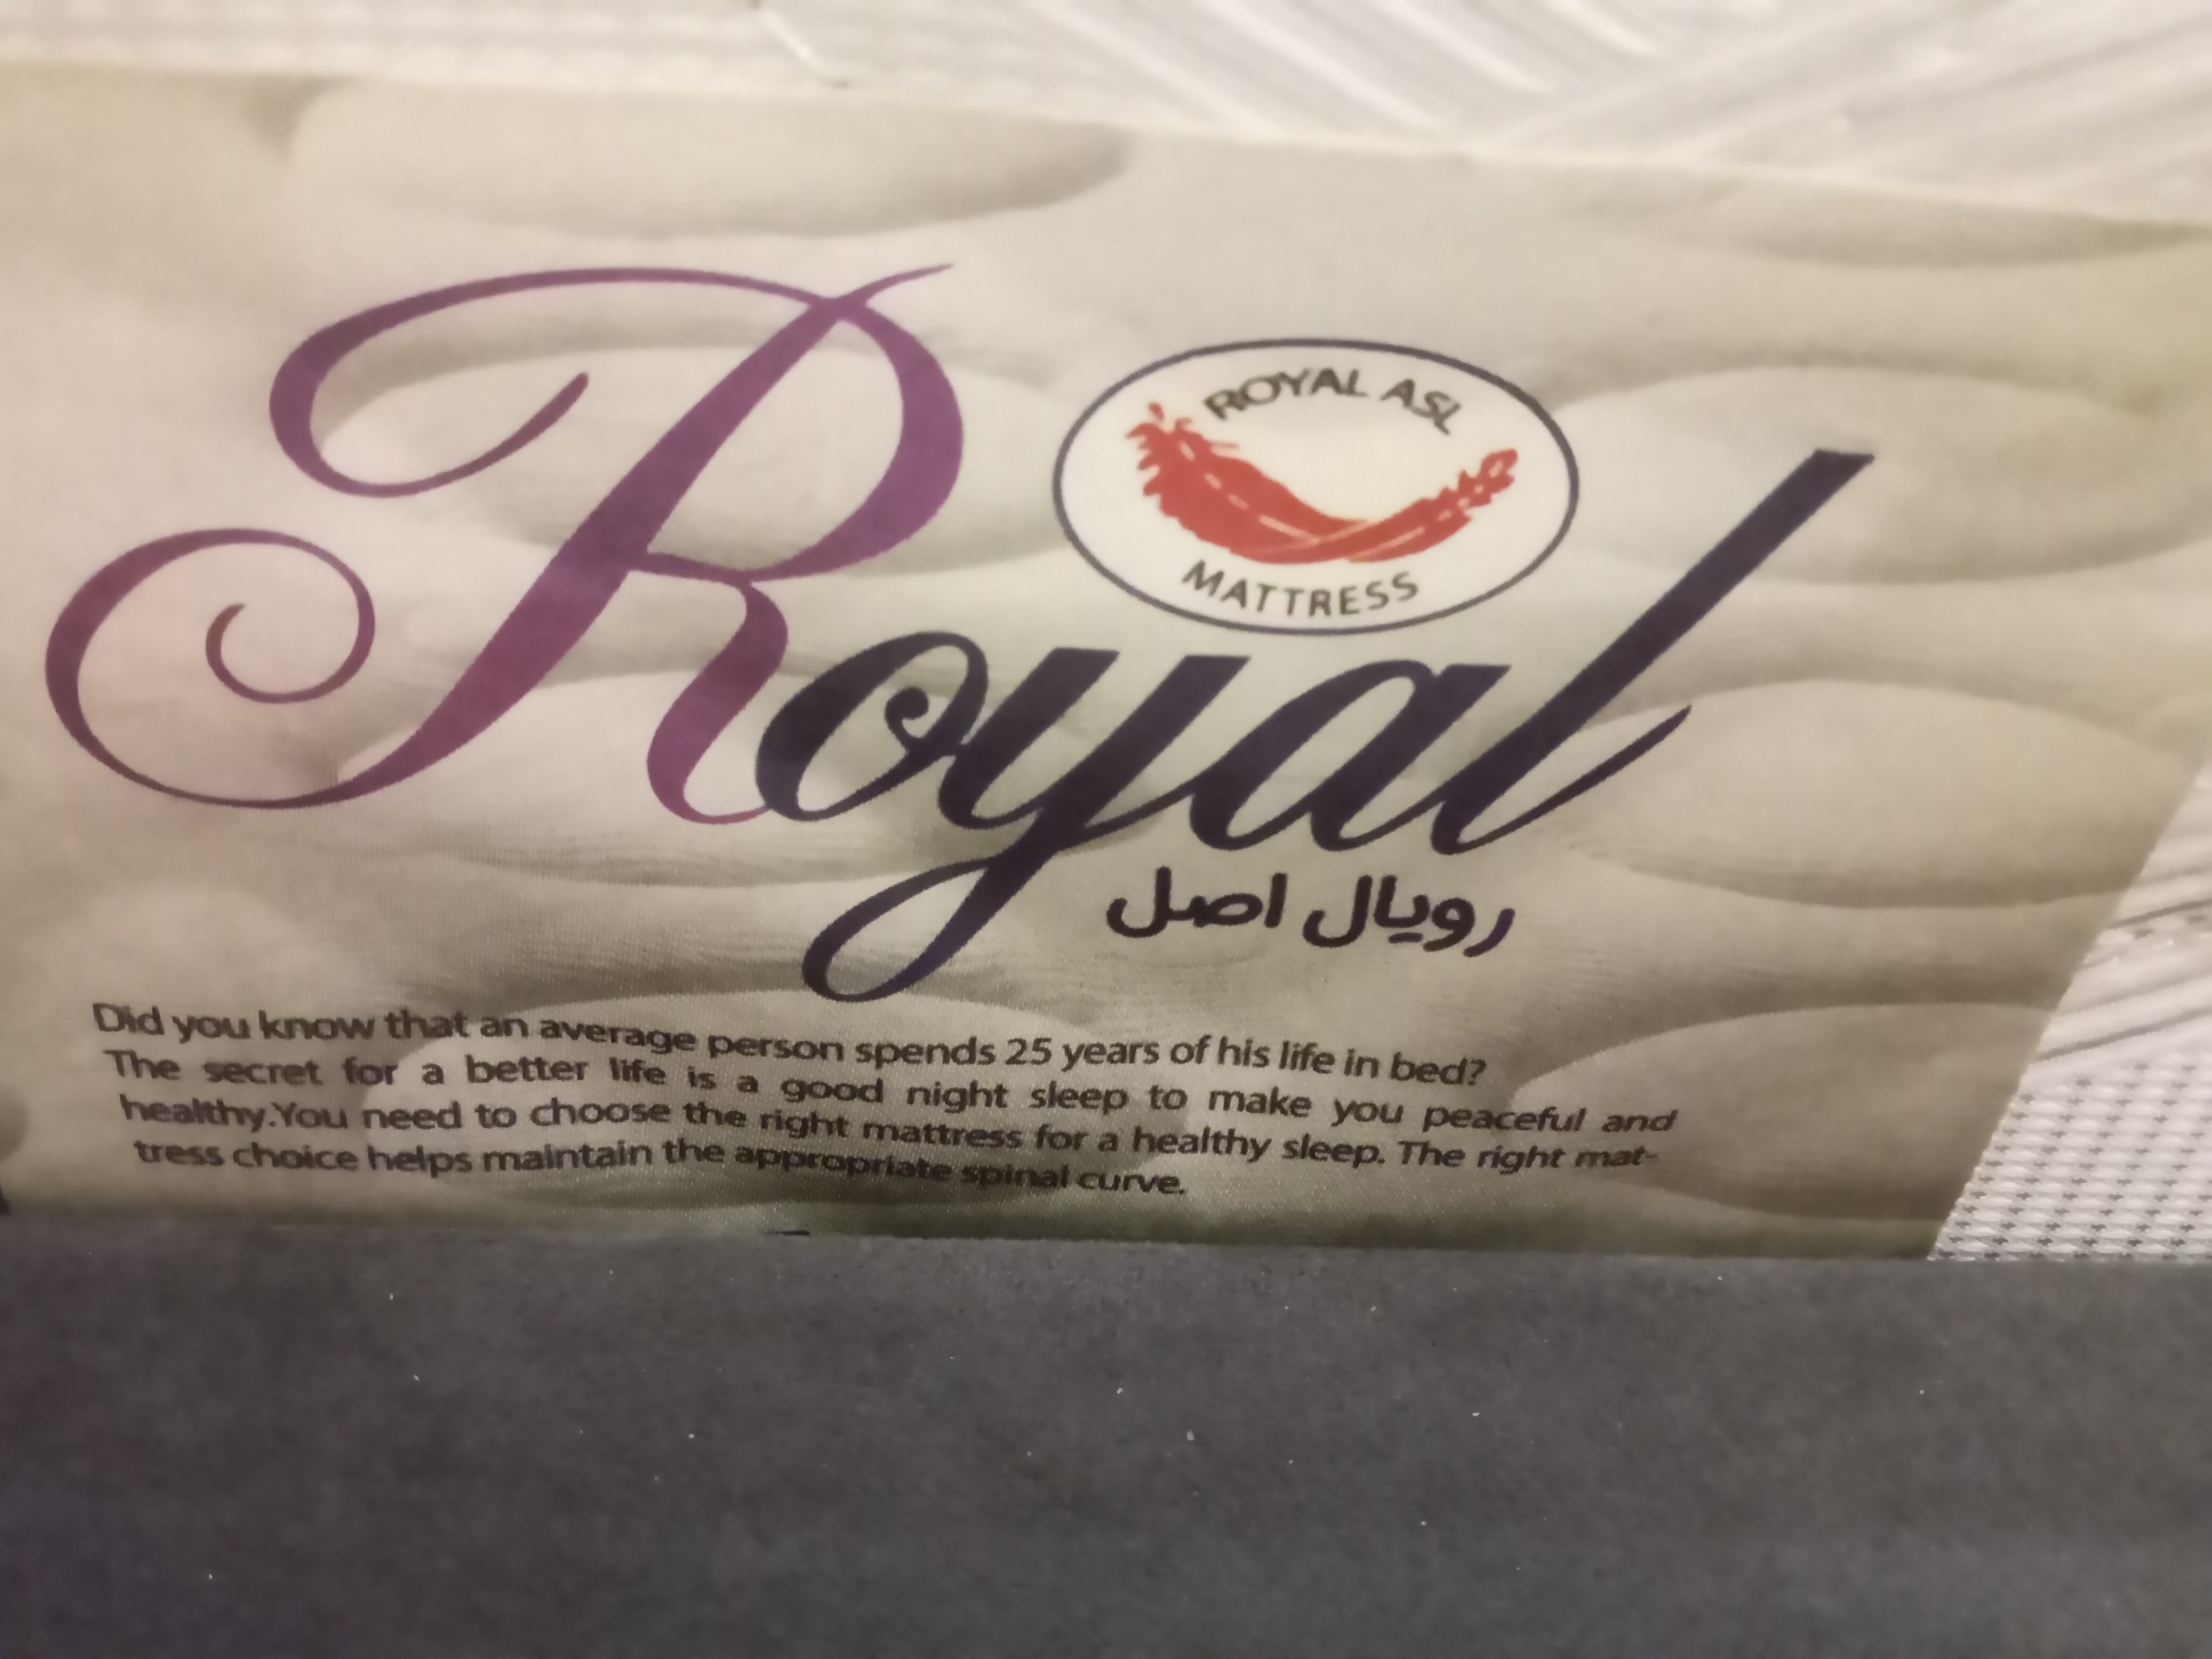 ROYAL ASL
MATTRESS
Royal
رویال اصل
Did you know that an average person spends 25 years of his life in bed?
The secret for a better life is a good night sleep to make you peaceful and
healthy.You need to choose the right mattress for a healthy sleep. The right mat-
tress choice helps maintain the appropriate spinal curve.